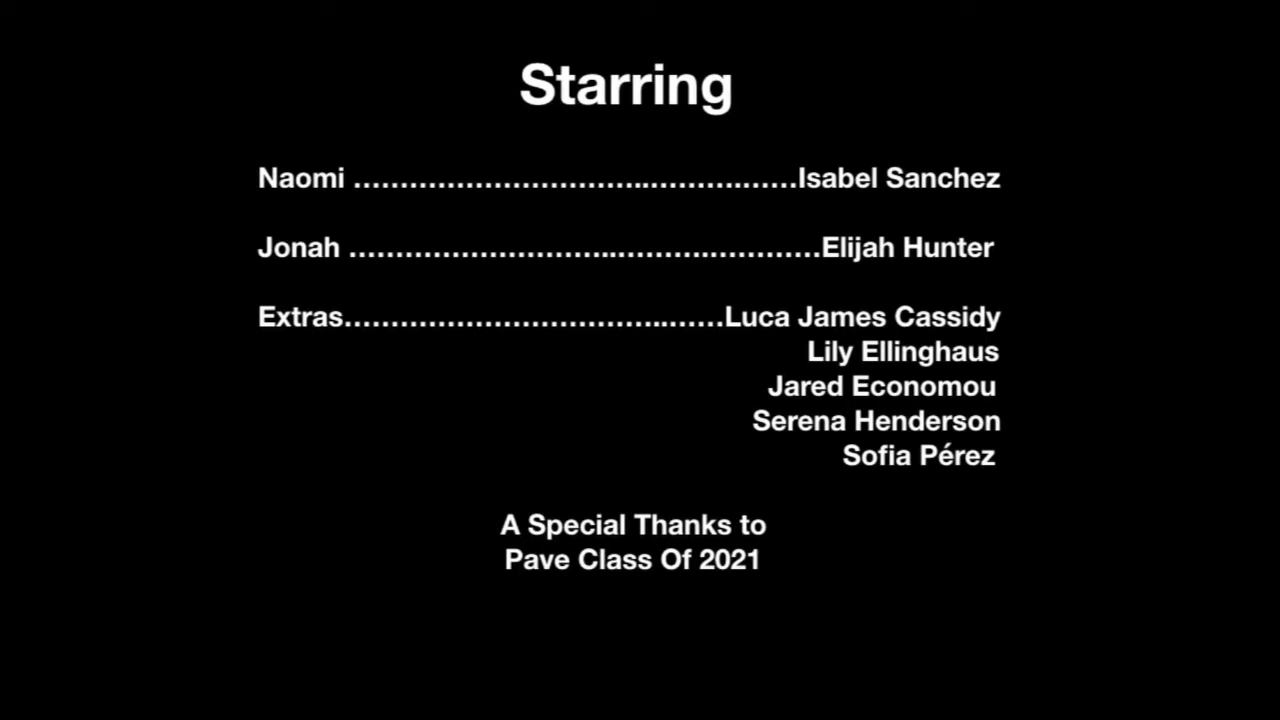 Starring
Naomi ……………………………..……….……Isabel Sanchez
Jonah ………………………..……….…………Elijah Hunter
Extras……………………………..……Luca James Cassidy
Lily Ellinghaus
Jared Economou
Serena Henderson
Sofia Pérez
A Special Thanks to
Pave Class Of 2021